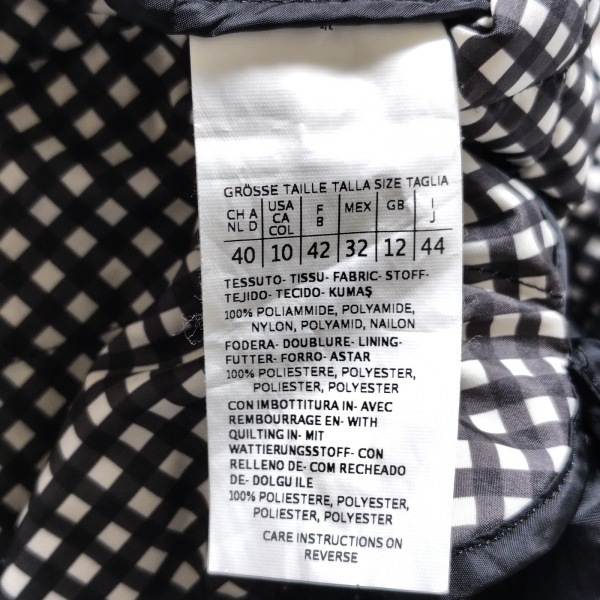 GRÖSSE TAILLE TALLA SIZE TAGLIA
CH A NL D USA CA COL F B MEX GB I J
40 10 42 32 12 44
TESSUTO- TISSU- FABRIC- STOFF-
TEJIDO- TECIDO- KUMAŞ
100% POLIAMMIDE, POLYAMIDE,
NYLON, POLYAMID, NAILON
FODERA- DOUBLURE- LINING-
FUTTER- FORRO- ASTAR
100% POLIESTERE, POLYESTER,
POLIESTER, POLYESTER
CON IMBOTTITURA IN- AVEC
REMBOURRAGE EN- WITH
QUILTING IN- MIT
WATTIERUNGSSTOFF- CON
RELLENO DE- COM RECHEADO
DE- DOLGU ILE
100% POLIESTERE, POLYESTER,
POLIESTER, POLYESTER
CARE INSTRUCTIONS ON
REVERSE